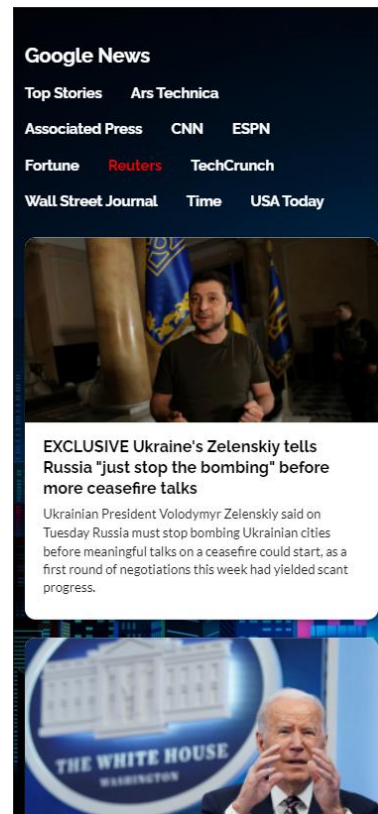 Google News
Top Stories Ars Technica
Associated Press CNN ESPN
Fortune Reuters TechCrunch
Wall Street Journal Time USA Today
EXCLUSIVE Ukraine's Zelenskiy tells
Russia "just stop the bombing" before
more ceasefire talks
Ukrainian President Volodymyr Zelenskiy said on
Tuesday Russia must stop bombing Ukrainian cities
before meaningful talks on a ceasefire could start, as a
first round of negotiations this week had yielded scant
progress.
THE WHITE HOUSE
WASHINGTON